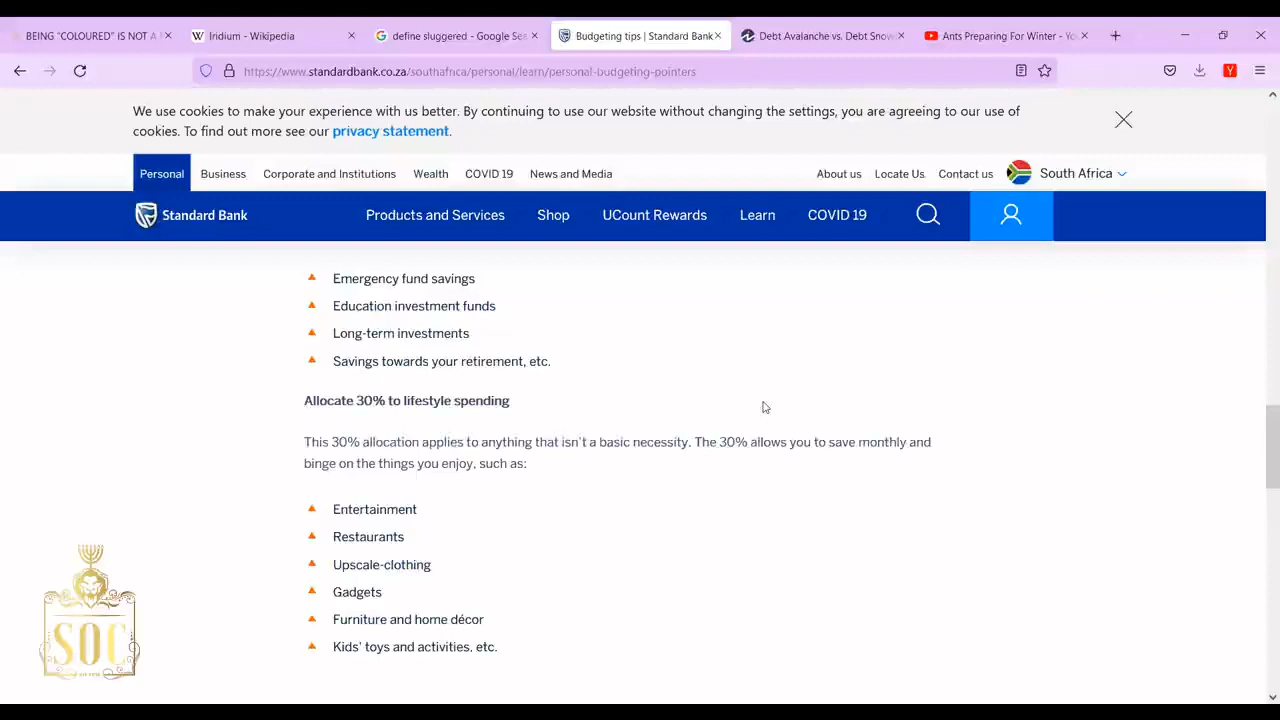 BEING "COLOURED" IS NOT A
Iridium - Wikipedia
define sluggered - Google Se
Budgeting tips | Standard Bank
Debt Avalanche vs. Debt Snow
Ants Preparing For Winter - Yo
https://www.standardbank.co.za/southafrica/personal/learn/personal-budgeting-pointers
We use cookies to make your experience with us better. By continuing to use our website without changing the settings, you are agreeing to our use of
cookies. To find out more see our privacy statement.
Personal Business Corporate and Institutions Wealth COVID 19 News and Media About us Locate Us Contact us South Africa
Standard Bank Products and Services Shop UCount Rewards Learn COVID 19
Emergency fund savings
Education investment funds
Long-term investments
Savings towards your retirement, etc.
Allocate 30% to lifestyle spending
This 30% allocation applies to anything that isn't a basic necessity. The 30% allows you to save monthly and
binge on the things you enjoy, such as:
Entertainment
Restaurants
Upscale-clothing
Gadgets
Furniture and home décor
Kids' toys and activities, etc.
SOC